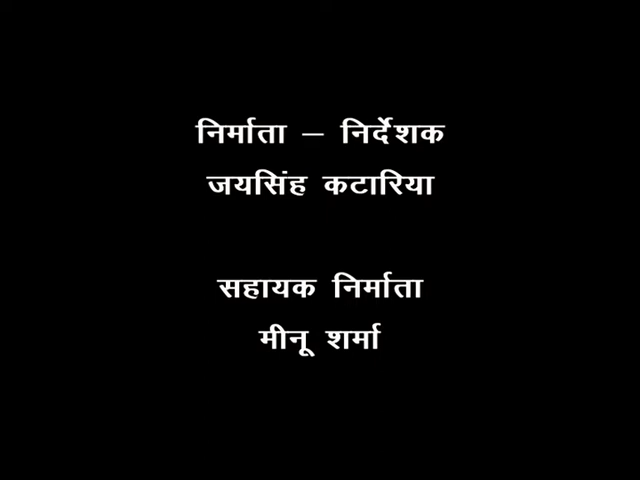 निर्माता – निर्देशक
जयसिंह कटारिया
सहायक निर्माता
मीनू शर्मा